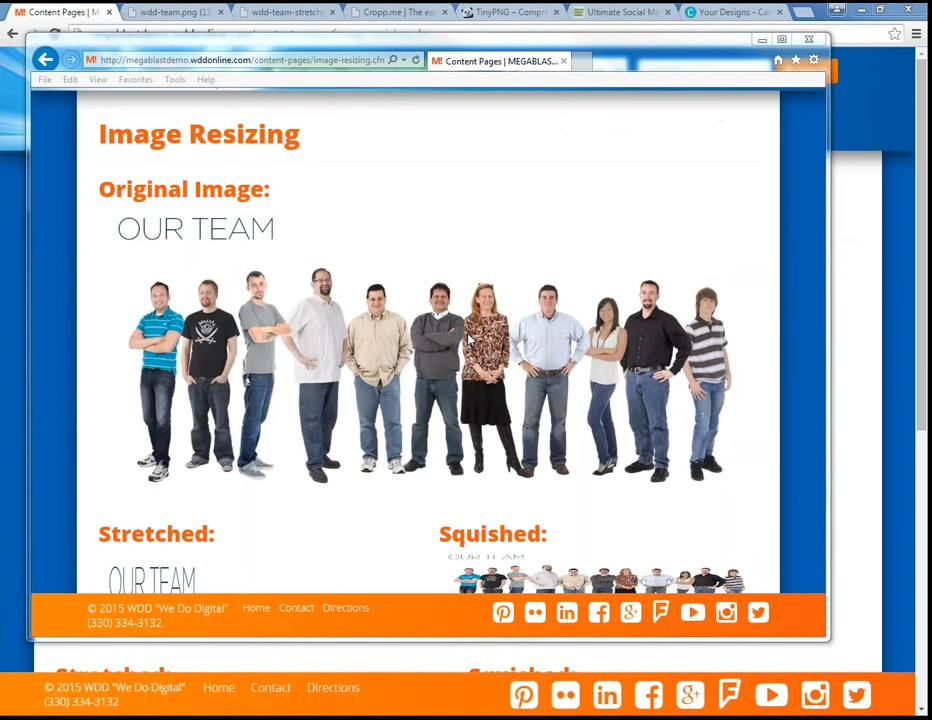 Content Pages | M
wdd-team.png (13
wdd-team-stretch
Cropp.me | The ea
TinyPNG – Compr
Ultimate Social M
Your Designs - Ca
http://megablastdemo.wddonline.com/content-pages/image-resizing.cfm
M! Content Pages | MEGABLAS...
File Edit View Favorites Tools Help
Image Resizing
Original Image:
OUR TEAM
Stretched:
Squished:
OUR TEAM
OUR TEAM
© 2015 WDD "We Do Digital" Home Contact Directions
(330) 334-3132
© 2015 WDD "We Do Digital" Home Contact Directions
(330) 334-3132